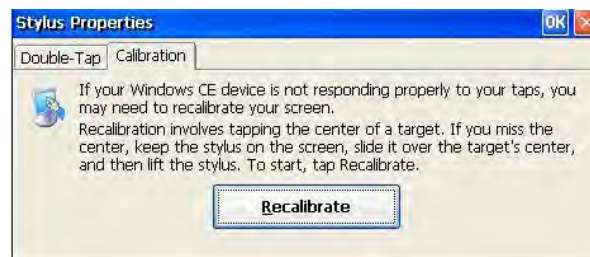 Stylus Properties
OK
Double-Tap Calibration
If your Windows CE device is not responding properly to your taps, you
may need to recalibrate your screen.
Recalibration involves tapping the center of a target. If you miss the
center, keep the stylus on the screen, slide it over the target's center,
and then lift the stylus. To start, tap Recalibrate.
Recalibrate